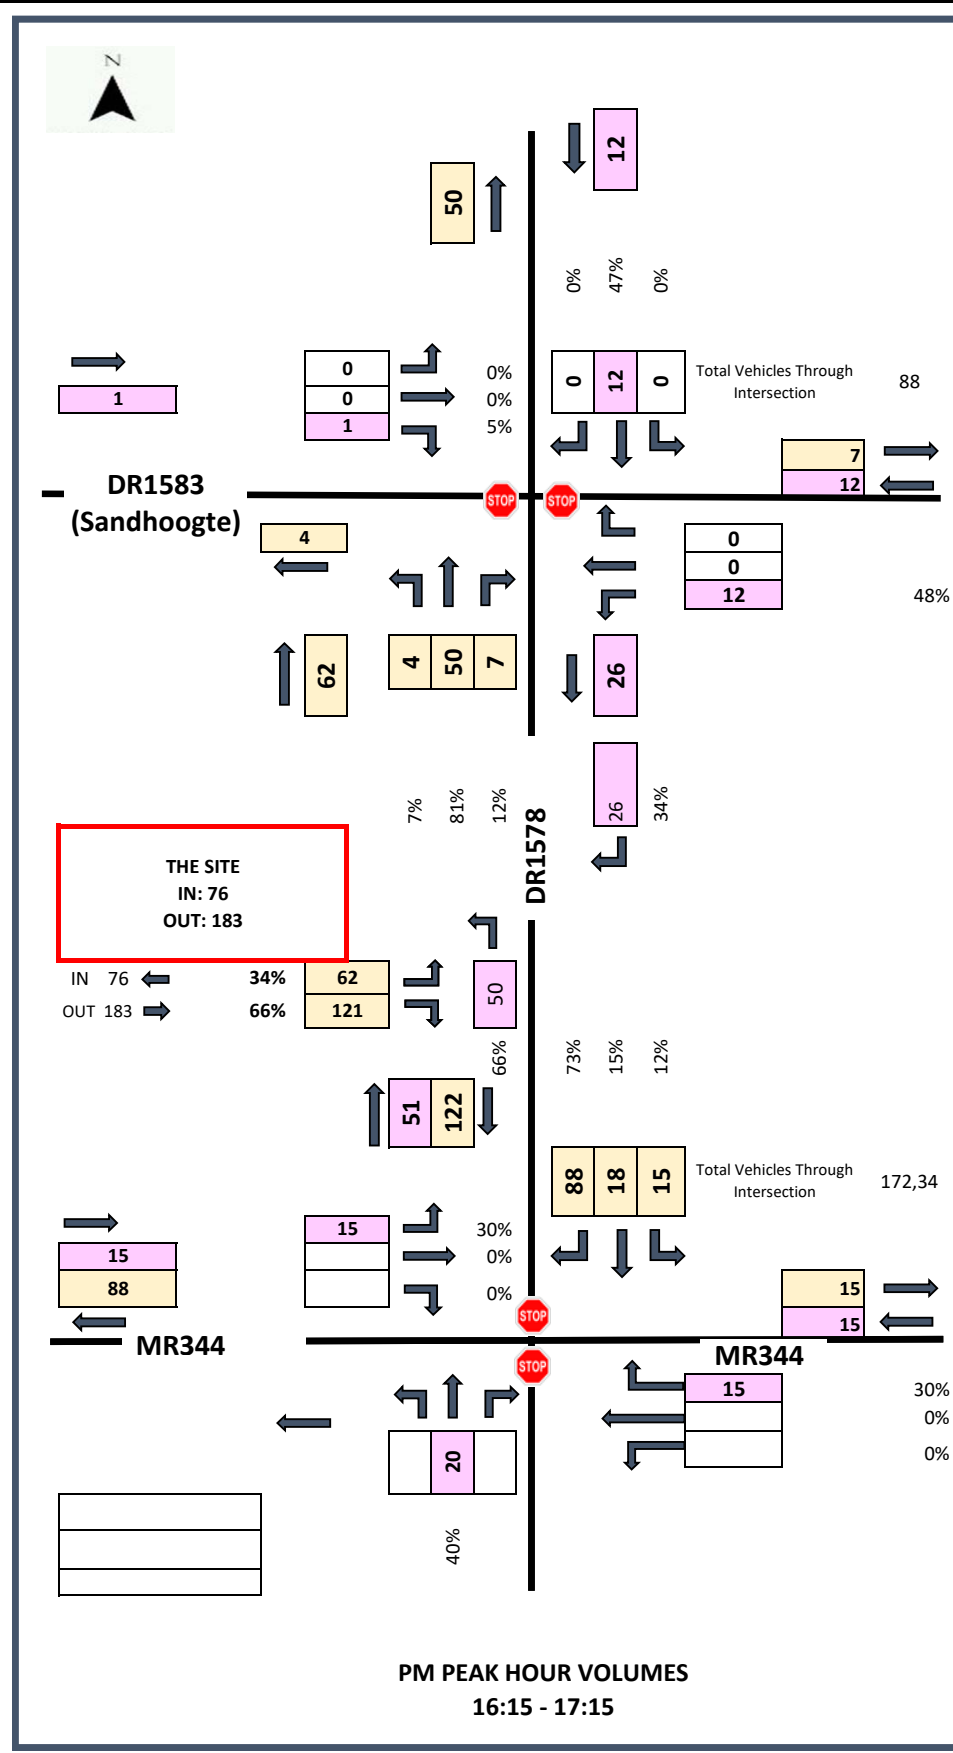 N
12
50
0% 47% 0%
0 0%
0 0%
1 5%
1
0 12 0
Total Vehicles Through
Intersection
88
7
12
DR1583
(Sandhoogte)
STOP STOP
4
0
0
12 48%
62
4 50 7
26
7% 81% 12%
26 34%
DR1578
THE SITE
IN: 76
OUT: 183
IN 76 34% 62
OUT 183 66% 121
50
66%
73% 15% 12%
51 122
88 18 15
Total Vehicles Through
Intersection
172,34
15 30%
0%
0%
15
88
15
15
STOP
MR344
STOP
MR344
15 30%
0%
0%
20
40%
PM PEAK HOUR VOLUMES
16:15 - 17:15